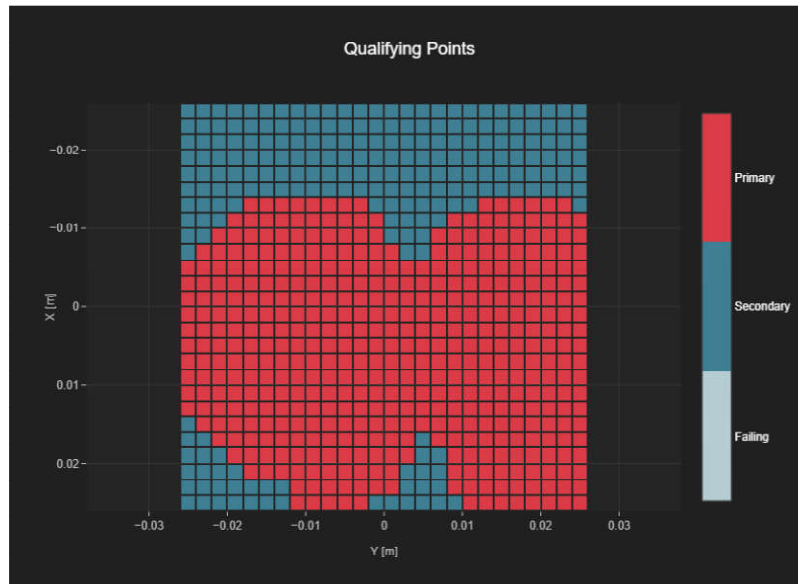 Qualifying Points
Primary
Secondary
Failing
X [m]
−0.02
−0.01
0
0.01
0.02
−0.03
−0.02
−0.01
0
0.01
0.02
0.03
Y [m]